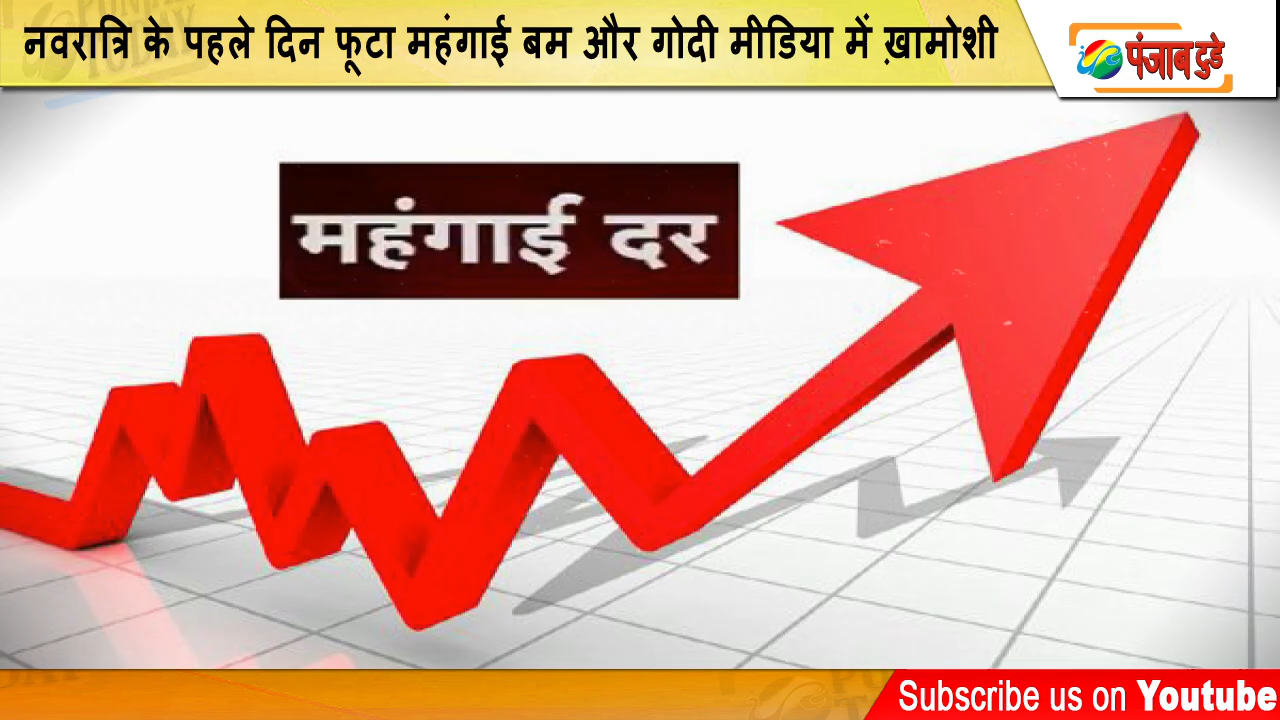 नवरात्रि के पहले दिन फूटा महंगाई बम और गोदी मीडिया में ख़ामोशी
पंजाब टुडे
महंगाई दर
Subscribe us on Youtube